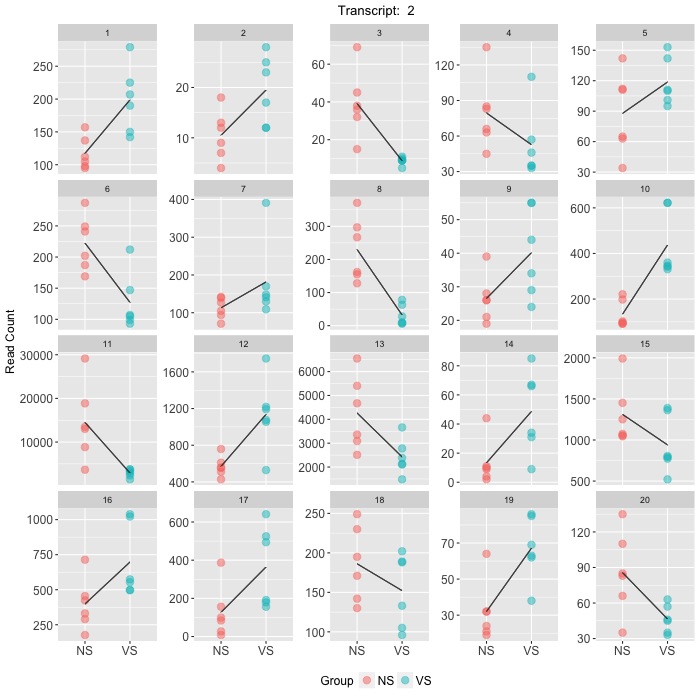 Transcript: 2
1 2 3 4 5
250 200 150 100
20 10
60 40 20
120 90 60 30
150 120 90 60 30
6 7 8 9 10
250 200 150 100
400 300 200 100
300 200 100 0
50 40 30 20
600 400 200
Read Count
11 12 13 14 15
30000 20000 10000
1600 1200 800 400
6000 5000 4000 3000 2000
80 60 40 20 0
2000 1500 1000 500
16 17 18 19 20
1000 750 500 250
600 400 200 0
250 200 150 100
70 50 30
120 90 60 30
NS VS NS VS NS VS NS VS NS VS
Group NS VS